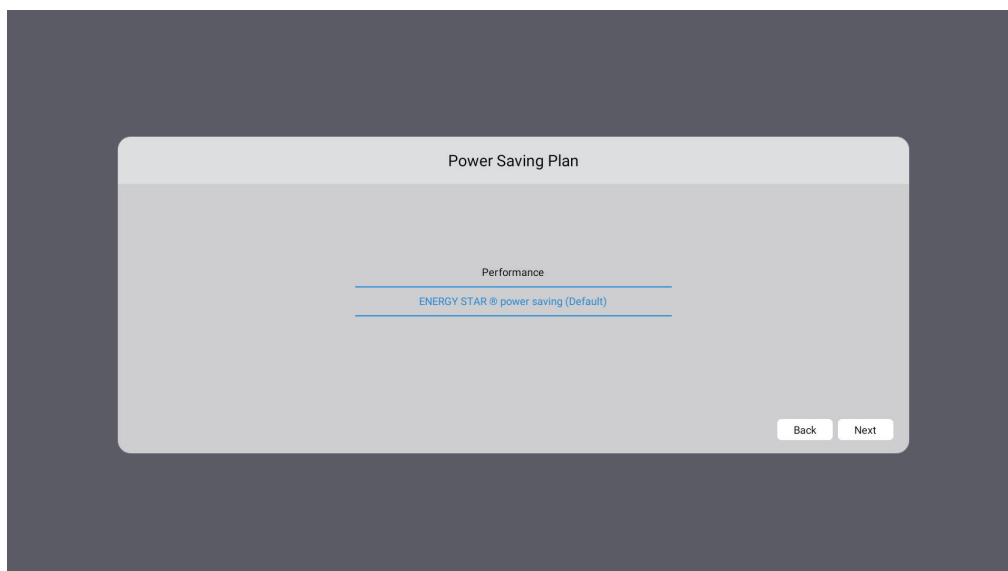 Power Saving Plan
Performance
ENERGY STAR ® power saving (Default)
Back Next